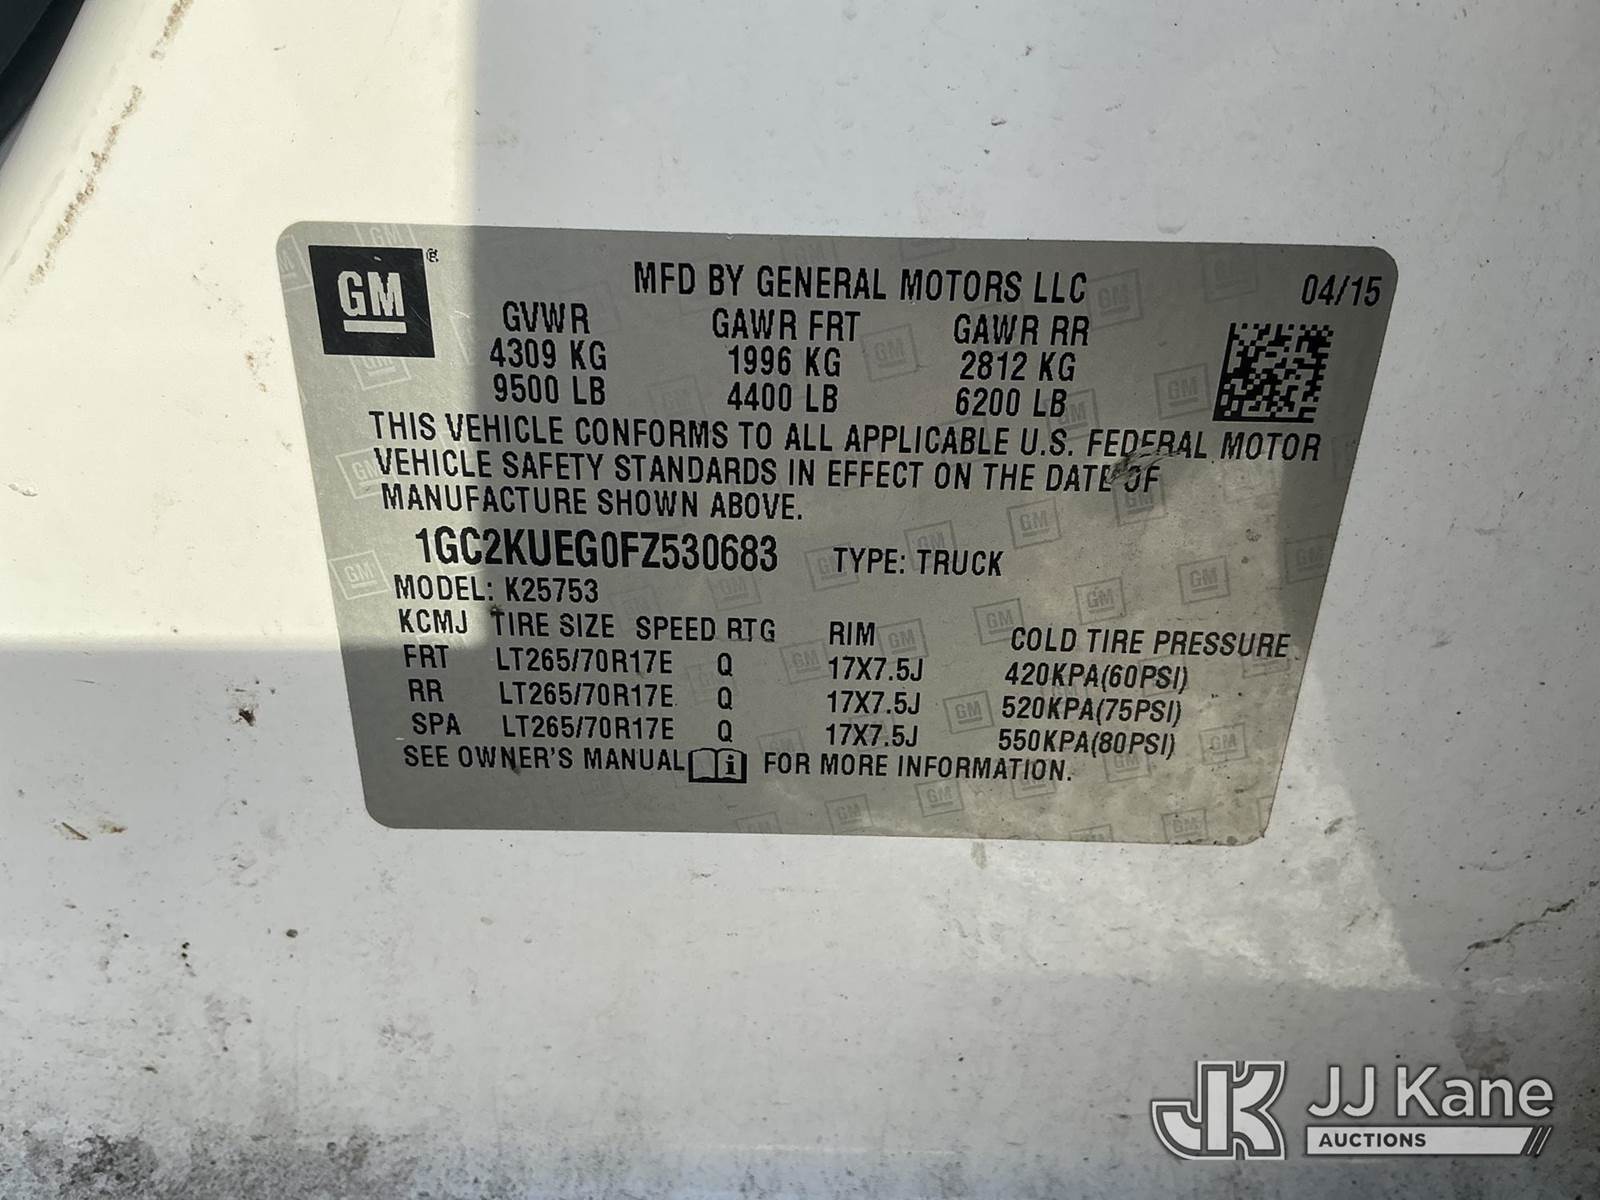 GM®
MFD BY GENERAL MOTORS LLC 04/15
GVWR GAWR FRT GAWR RR
4309 KG 1996 KG 2812 KG
9500 LB 4400 LB 6200 LB
THIS VEHICLE CONFORMS TO ALL APPLICABLE U.S. FEDERAL MOTOR
VEHICLE SAFETY STANDARDS IN EFFECT ON THE DATE OF
MANUFACTURE SHOWN ABOVE.
1GC2KUEG0FZ530683 TYPE: TRUCK
MODEL: K25753
KCMJ TIRE SIZE SPEED RTG RIM COLD TIRE PRESSURE
FRT LT265/70R17E Q 17X7.5J 420KPA(60PSI)
RR LT265/70R17E Q 17X7.5J 520KPA(75PSI)
SPA LT265/70R17E Q 17X7.5J 550KPA(80PSI)
SEE OWNER'S MANUAL i FOR MORE INFORMATION.
JK JJ Kane
AUCTIONS